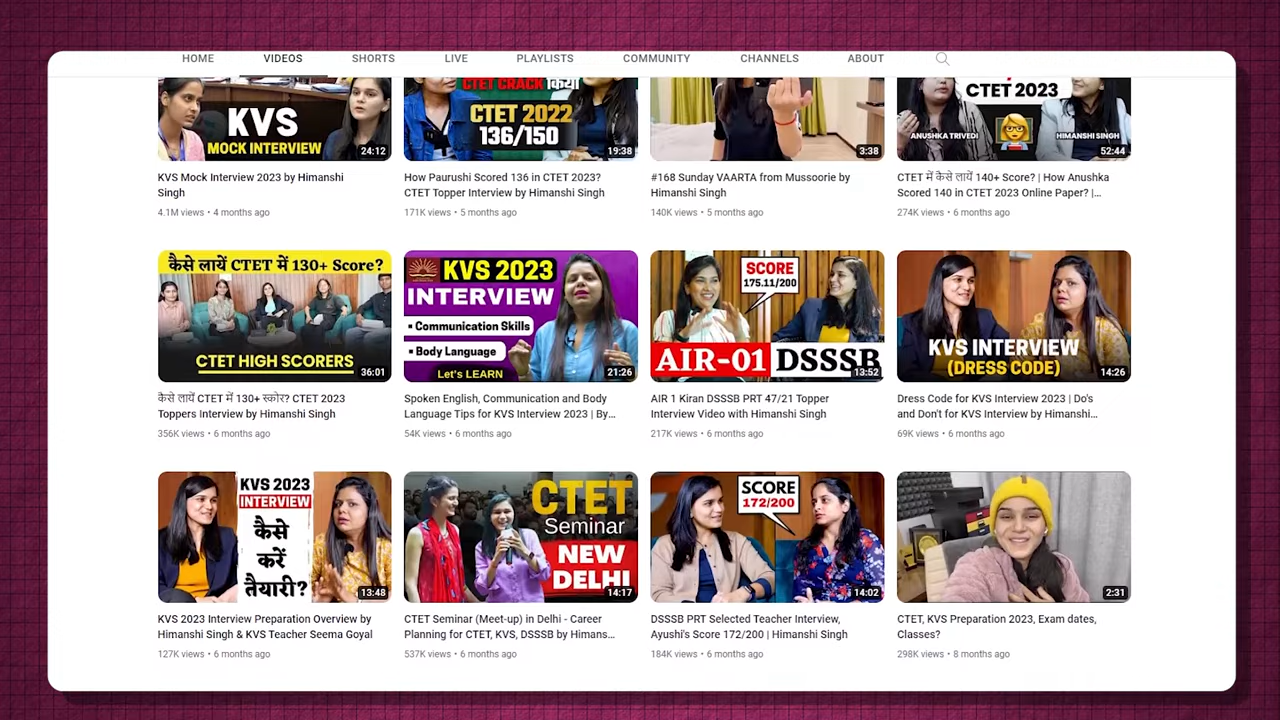 HOME VIDEOS SHORTS LIVE PLAYLISTS COMMUNITY CHANNELS ABOUT
KVS
MOCK INTERVIEW
24:12
CTET CRACK किया
CTET 2022
136/150
19:38
3:38
CTET 2023
ANUSHKA TRIVEDI
HIMANSHI SINGH
52:44
KVS Mock Interview 2023 by Himanshi
Singh
4.1M views • 4 months ago
How Paurushi Scored 136 in CTET 2023?
CTET Topper Interview by Himanshi Singh
171K views • 5 months ago
#168 Sunday VAARTA from Mussoorie by
Himanshi Singh
140K views • 5 months ago
CTET में कैसे लायें 140+ Score? | How Anushka
Scored 140 in CTET 2023 Online Paper? |...
274K views • 6 months ago
कैसे लायें CTET में 130+ Score?
CTET HIGH SCORERS
36:01
KVS 2023
INTERVIEW
▪ Communication Skills
▪ Body Language
Let's LEARN
21:26
SCORE
175.11/200
AIR-01 DSSSB
13:52
KVS INTERVIEW
(DRESS CODE)
14:26
कैसे लायें CTET में 130+ स्कोर? CTET 2023
Toppers Interview by Himanshi Singh
356K views • 6 months ago
Spoken English, Communication and Body
Language Tips for KVS Interview 2023 | By...
54K views • 6 months ago
AIR 1 Kiran DSSSB PRT 47/21 Topper
Interview Video with Himanshi Singh
217K views • 6 months ago
Dress Code for KVS Interview 2023 | Do's
and Don't for KVS Interview by Himanshi...
69K views • 6 months ago
KVS 2023
INTERVIEW
कैसे
करें
तैयारी?
13:48
CTET
Seminar
NEW
DELHI
14:17
SCORE
172/200
14:02
2:31
KVS 2023 Interview Preparation Overview by
Himanshi Singh & KVS Teacher Seema Goyal
127K views • 6 months ago
CTET Seminar (Meet-up) in Delhi - Career
Planning for CTET, KVS, DSSSB by Himans...
537K views • 6 months ago
DSSSB PRT Selected Teacher Interview,
Ayushi's Score 172/200 | Himanshi Singh
184K views • 6 months ago
CTET, KVS Preparation 2023, Exam dates,
Classes?
298K views • 8 months ago